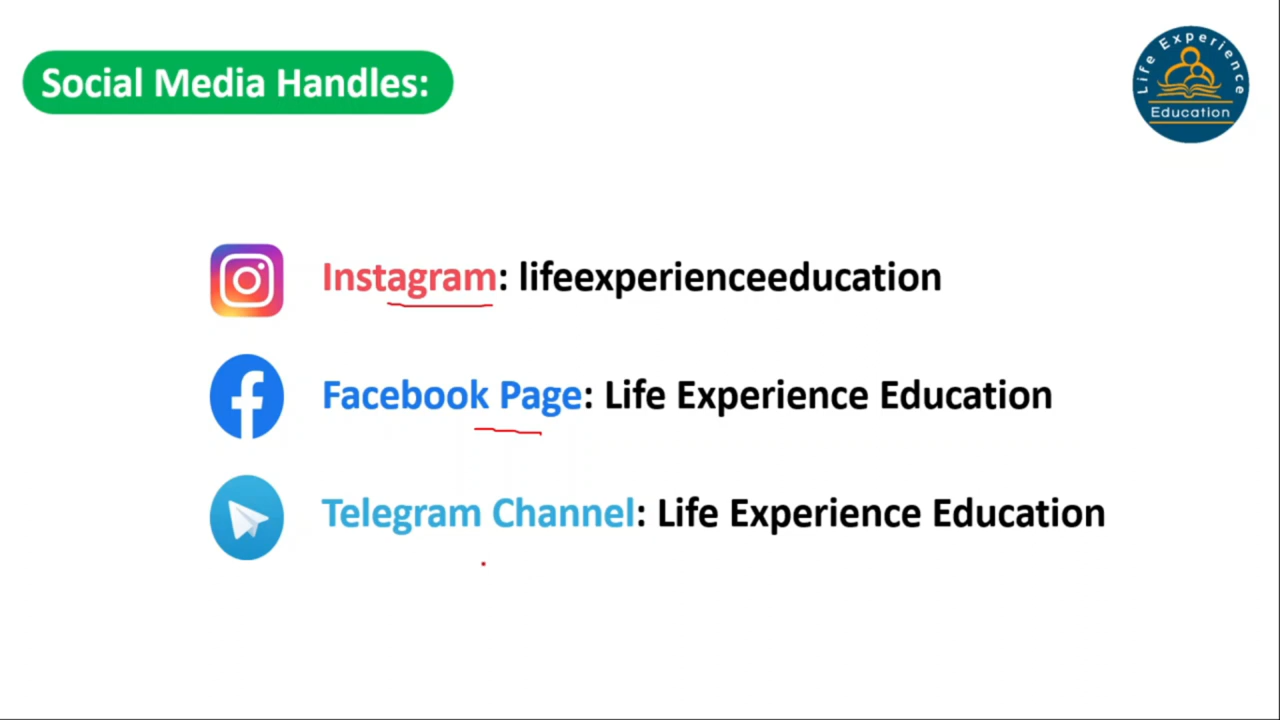 Social Media Handles:
Life Experience
Education
Instagram: lifeexperienceeducation
Facebook Page: Life Experience Education
Telegram Channel: Life Experience Education